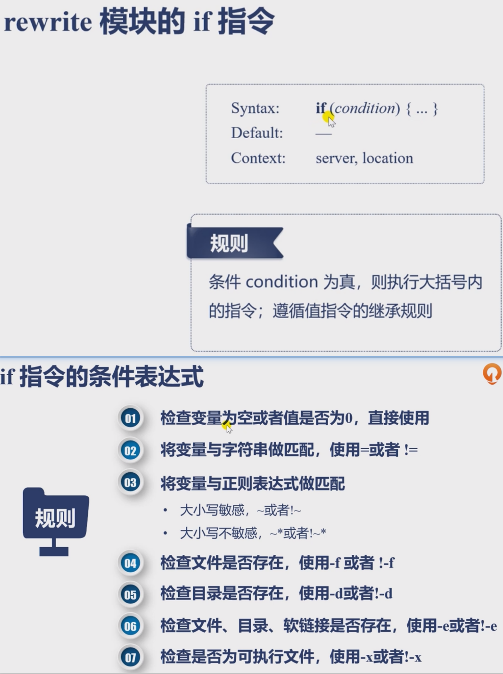 rewrite 模块的 if 指令
Syntax: if (condition) { ... }
Default: —
Context: server, location
规则
条件 condition 为真，则执行大括号内
的指令；遵循值指令的继承规则
if 指令的条件表达式
规则
01 检查变量为空或者值是否为0，直接使用
02 将变量与字符串做匹配，使用=或者 !=
03 将变量与正则表达式做匹配
• 大小写敏感，~或者!~
• 大小写不敏感，~*或者!~*
04 检查文件是否存在，使用-f 或者 !-f
05 检查目录是否存在，使用-d或者!-d
06 检查文件、目录、软链接是否存在，使用-e或者!-e
07 检查是否为可执行文件，使用-x或者!-x